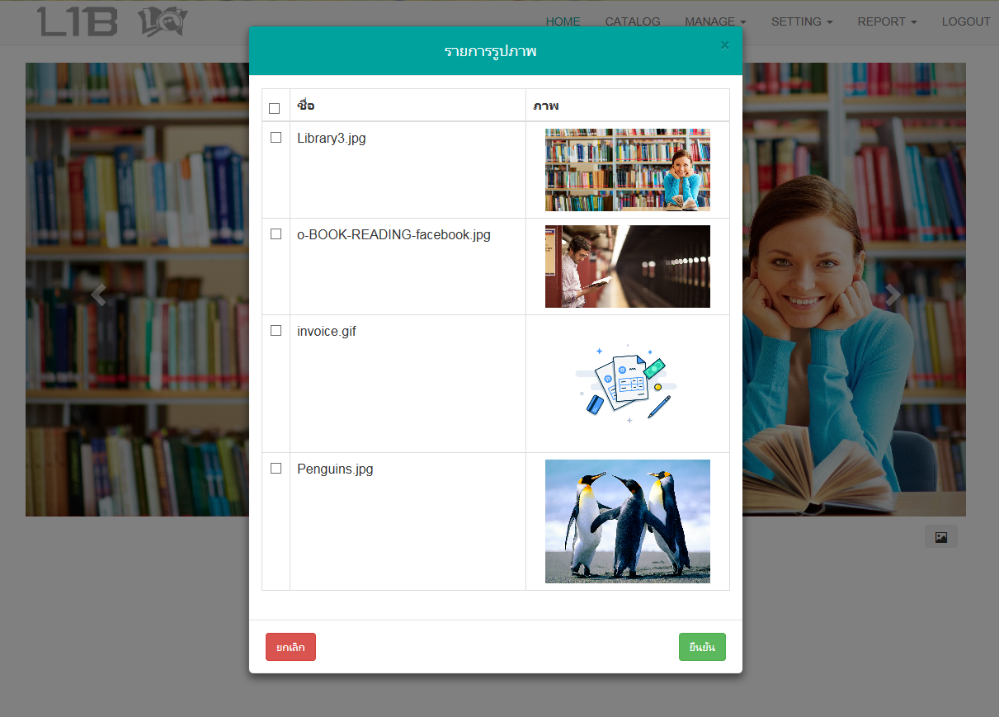 L1B
HOME CATALOG MANAGE SETTING REPORT LOGOUT
รายการรูปภาพ
×
ชื่อ ภาพ
Library3.jpg
o-BOOK-READING-facebook.jpg
invoice.gif
Penguins.jpg
ยกเลิก ยืนยัน